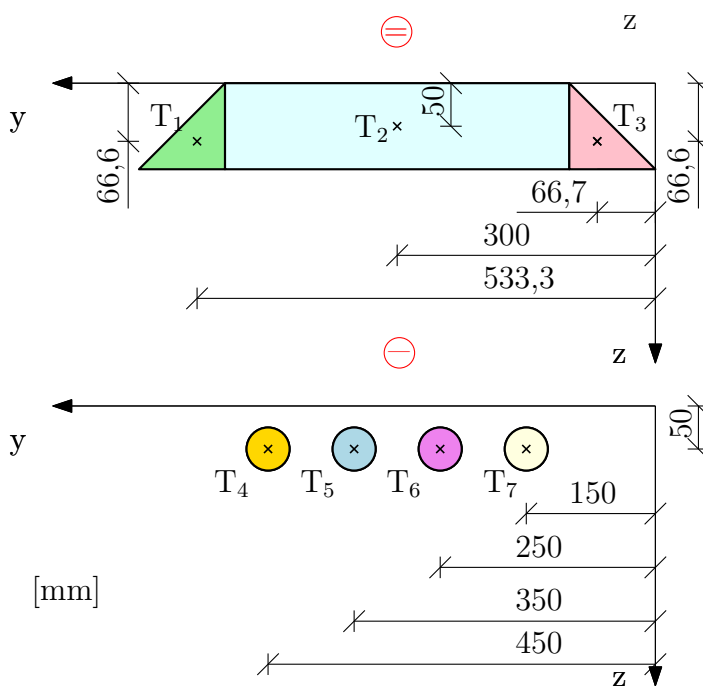 =
z
y
T₁
T₂
50
T₃
66,6
66,6
66,7
300
533,3
z
−
y
50
T₄
T₅
T₆
T₇
150
250
[mm]
350
450
z